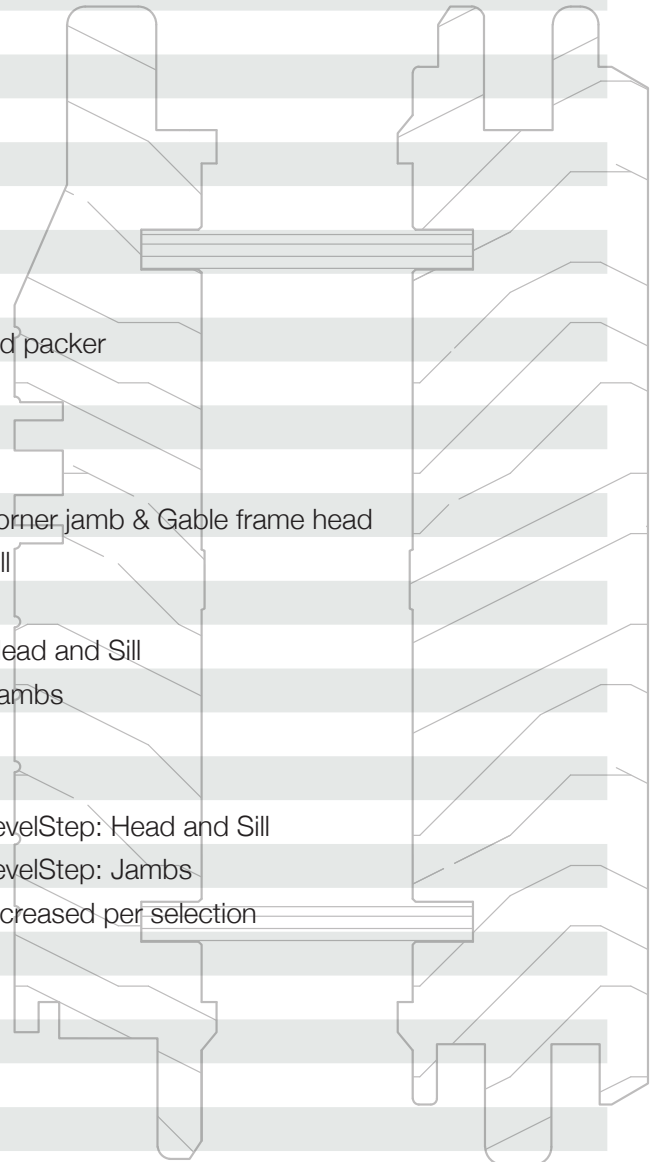 d packer
orner jamb & Gable frame head
ll
ead and Sill
ambs
evelStep: Head and Sill
evelStep: Jambs
creased per selection